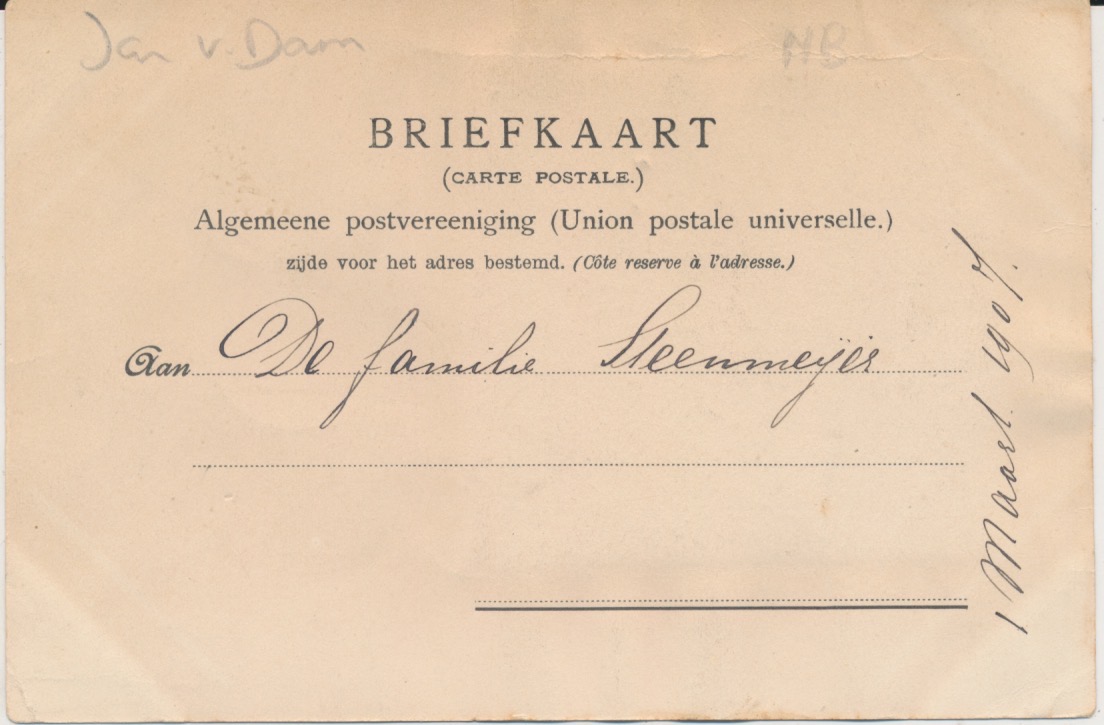 Jan v. Dam
NB
BRIEFKAART
(CARTE POSTALE.)
Algemeene postvereeniging (Union postale universelle.)
zijde voor het adres bestemd. (Côte reserve à l'adresse.)
Aan De familie Steenmeijer
1 Maart 1907.